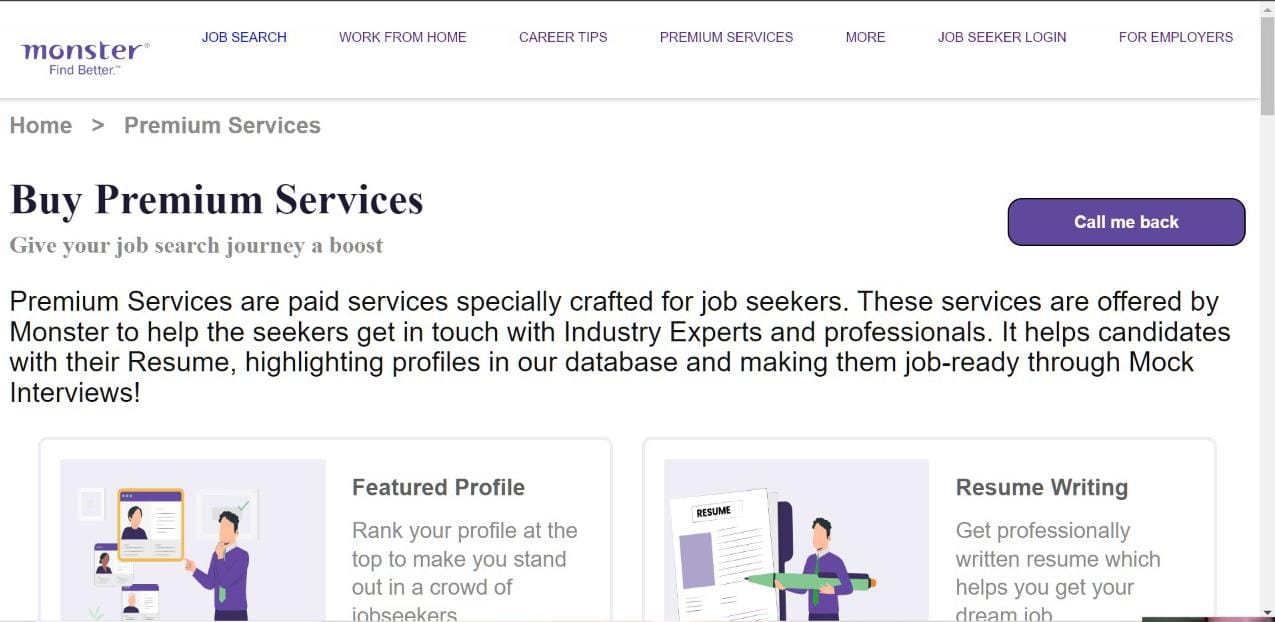 monster®
Find Better.™
JOB SEARCH
WORK FROM HOME
CAREER TIPS
PREMIUM SERVICES
MORE
JOB SEEKER LOGIN
FOR EMPLOYERS
Home > Premium Services
Buy Premium Services
Give your job search journey a boost
Call me back
Premium Services are paid services specially crafted for job seekers. These services are offered by
Monster to help the seekers get in touch with Industry Experts and professionals. It helps candidates
with their Resume, highlighting profiles in our database and making them job-ready through Mock
Interviews!
Featured Profile
Rank your profile at the
top to make you stand
out in a crowd of
jobseekers
RESUME
Resume Writing
Get professionally
written resume which
helps you get your
dream job